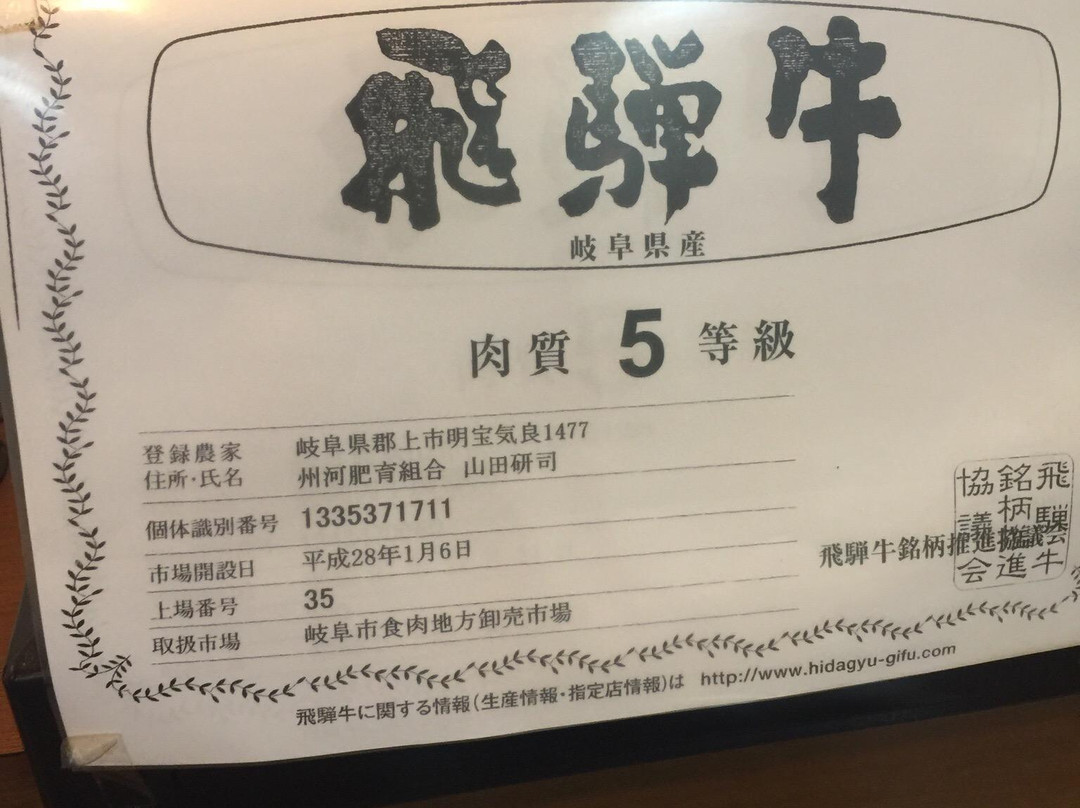 飛騨牛
岐阜県産
肉質 5 等級
登録農家 岐阜県郡上市明宝気良1477
住所・氏名 州河肥育組合 山田研司
個体識別番号 1335371711
市場開設日 平成28年1月6日
上場番号 35
取扱市場 岐阜市食肉地方卸売市場
飛騨牛銘柄推進協議会
飛騨牛
銘柄推進
協議会
飛騨牛に関する情報(生産情報・指定店情報)は http://www.hidagyu-gifu.com